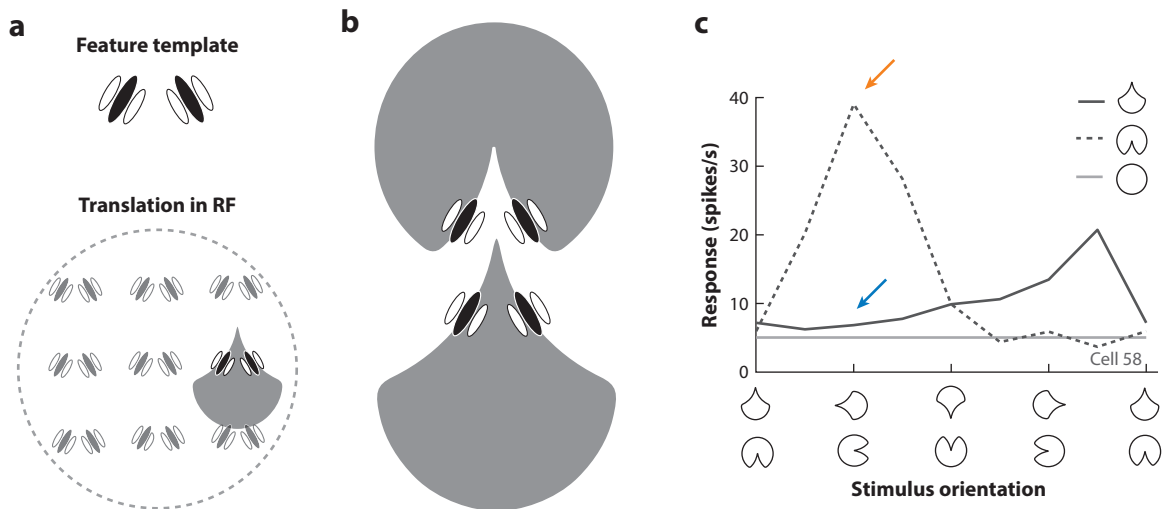 a
Feature template
Translation in RF
b
c
Response (spikes/s)
40
30
20
10
0
Cell 58
Stimulus orientation